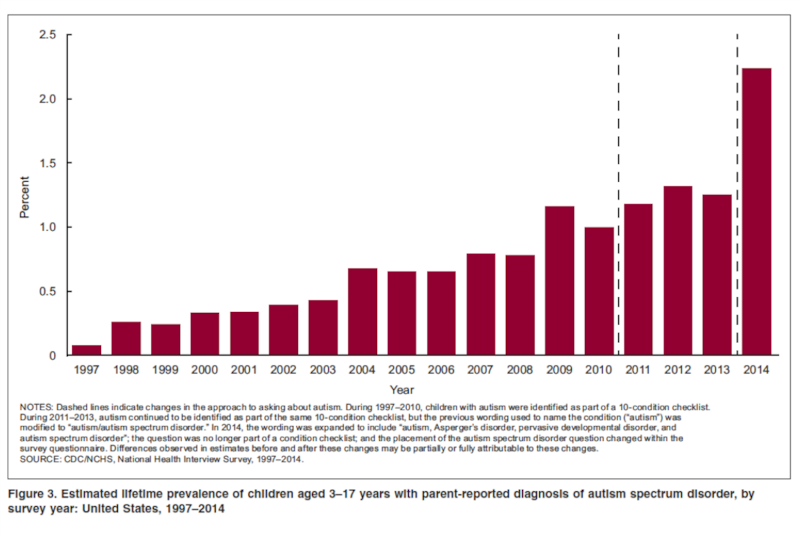 2.5
2.0
1.5
1.0
0.5
0
Percent
1997 1998 1999 2000 2001 2002 2003 2004 2005 2006 2007 2008 2009 2010 2011 2012 2013 2014
Year
NOTES: Dashed lines indicate changes in the approach to asking about autism. During 1997–2010, children with autism were identified as part of a 10-condition checklist.
During 2011–2013, autism continued to be identified as part of the same 10-condition checklist, but the previous wording used to name the condition (“autism”) was
modified to “autism/autism spectrum disorder.” In 2014, the wording was expanded to include “autism, Asperger’s disorder, pervasive developmental disorder, and
autism spectrum disorder”; the question was no longer part of a condition checklist; and the placement of the autism spectrum disorder question changed within the
survey questionnaire. Differences observed in estimates before and after these changes may be partially or fully attributable to these changes.
SOURCE: CDC/NCHS, National Health Interview Survey, 1997–2014.
Figure 3. Estimated lifetime prevalence of children aged 3–17 years with parent-reported diagnosis of autism spectrum disorder, by
survey year: United States, 1997–2014